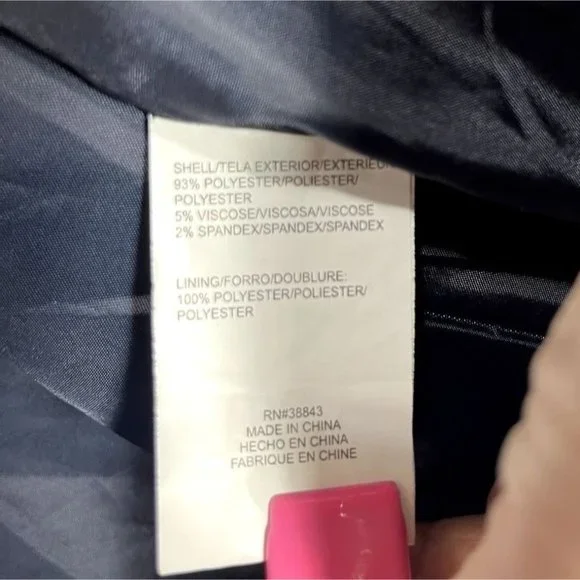 SHELL/TELA EXTERIOR/EXTERIEUR
93% POLYESTER/POLIESTER/
POLYESTER
5% VISCOSE/VISCOSA/VISCOSE
2% SPANDEX/SPANDEX/SPANDEX
LINING/FORRO/DOUBLURE:
100% POLYESTER/POLIESTER/
POLYESTER
RN#38843
MADE IN CHINA
HECHO EN CHINA
FABRIQUE EN CHINE